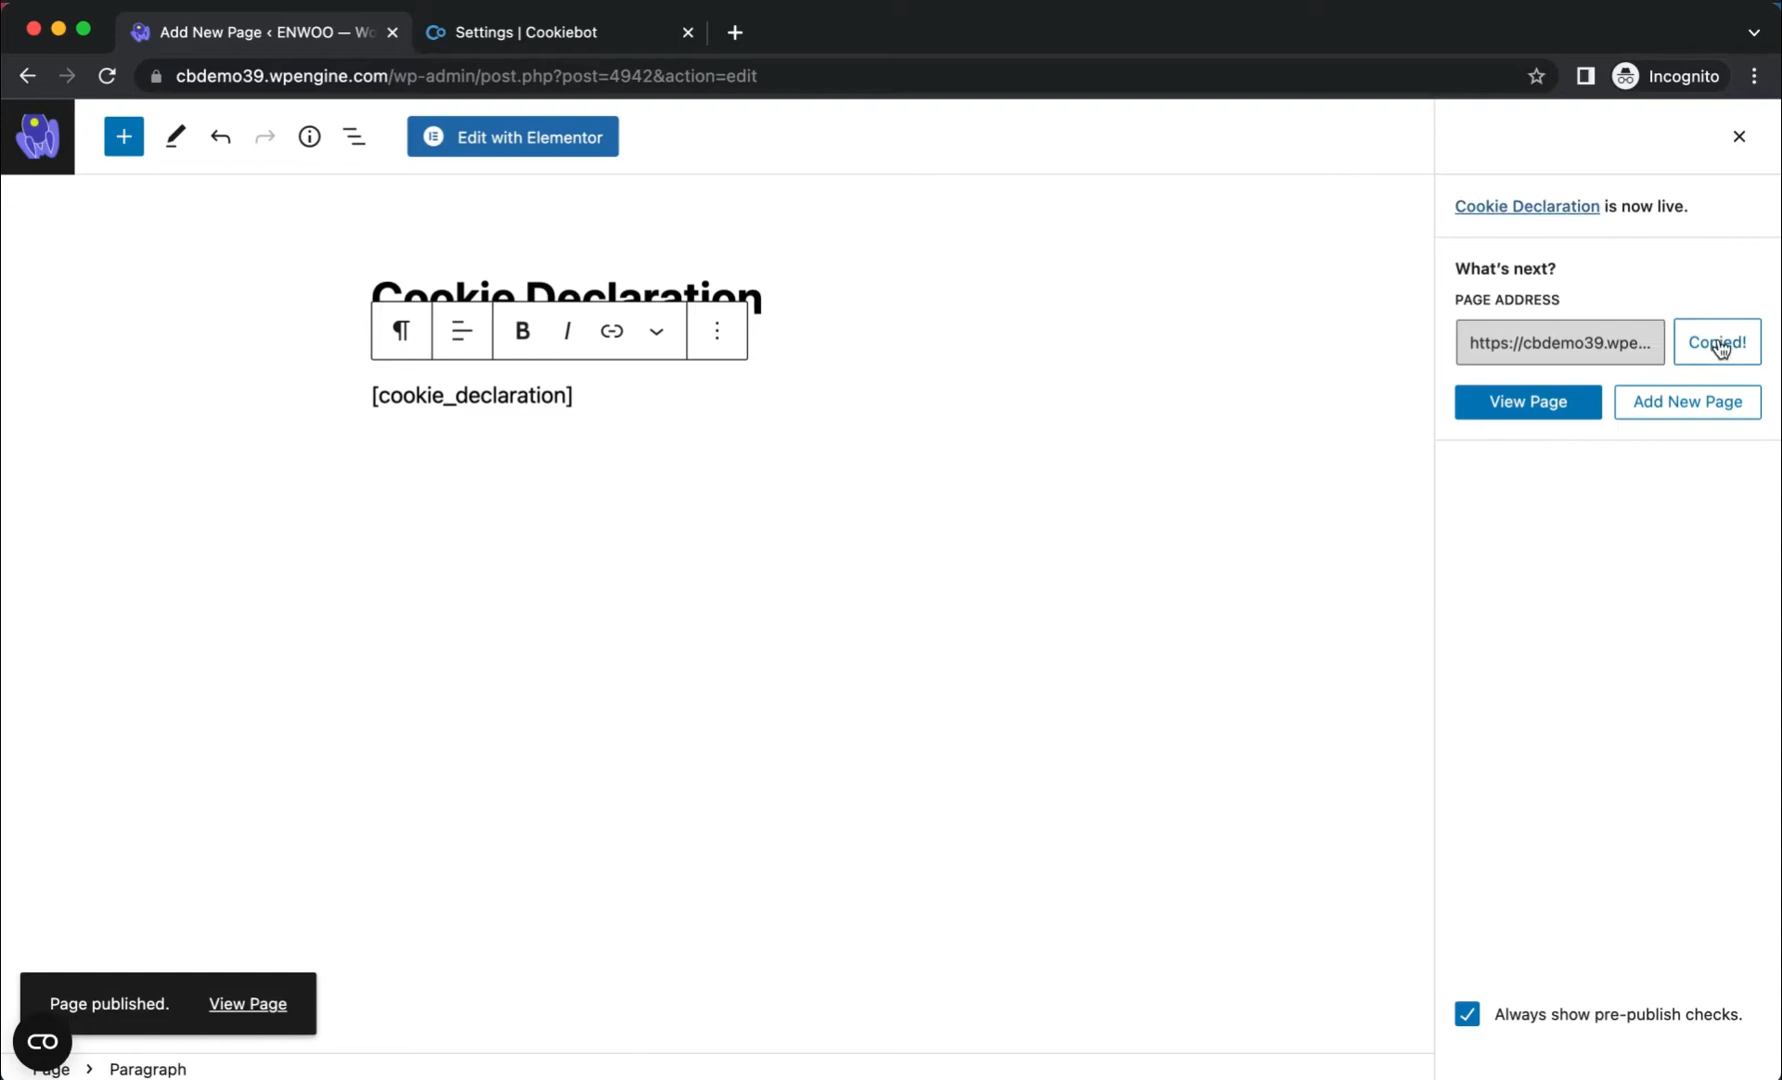 Add New Page ‹ ENWOO — Wo
Settings | Cookiebot
cbdemo39.wpengine.com/wp-admin/post.php?post=4942&action=edit
Incognito
Edit with Elementor
Cookie Declaration is now live.
What's next?
PAGE ADDRESS
https://cbdemo39.wpe...
Copied!
View Page
Add New Page
Cookie Declaration
B I
[cookie_declaration]
Page published. View Page
Always show pre-publish checks.
Page › Paragraph